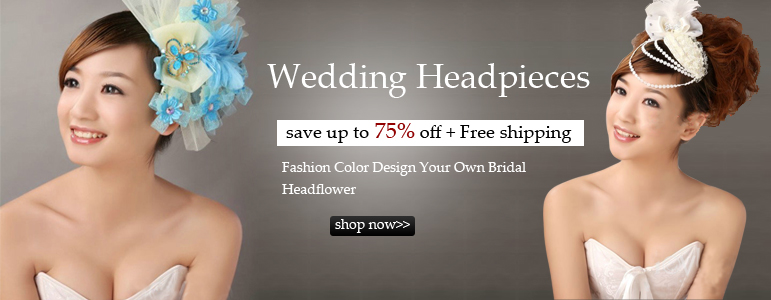 Wedding Headpieces
save up to 75% off + Free shipping
Fashion Color Design Your Own Bridal
Headflower
shop now>>